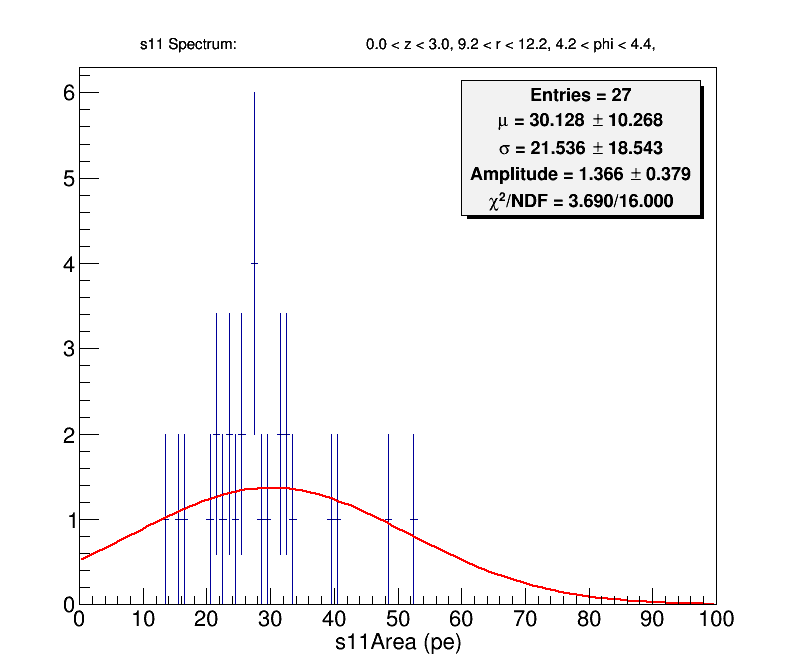 s11 Spectrum: 0.0 < z < 3.0, 9.2 < r < 12.2, 4.2 < phi < 4.4,
Entries = 27
μ = 30.128 ± 10.268
σ = 21.536 ± 18.543
Amplitude = 1.366 ± 0.379
χ²/NDF = 3.690/16.000
6
5
4
3
2
1
0
0 10 20 30 40 50 60 70 80 90 100
s11Area (pe)